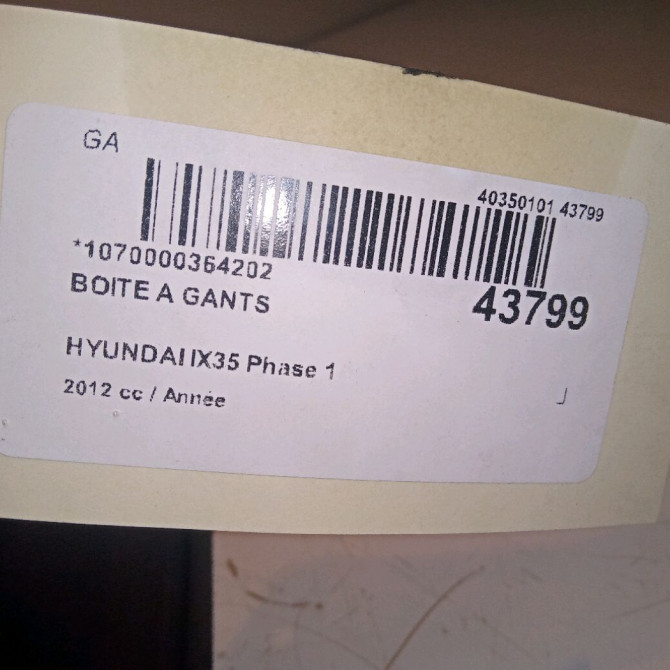 GA
40350101 43799
*1070000364202
BOITE A GANTS
43799
HYUNDAI IX35 Phase 1
2012 cc / Année